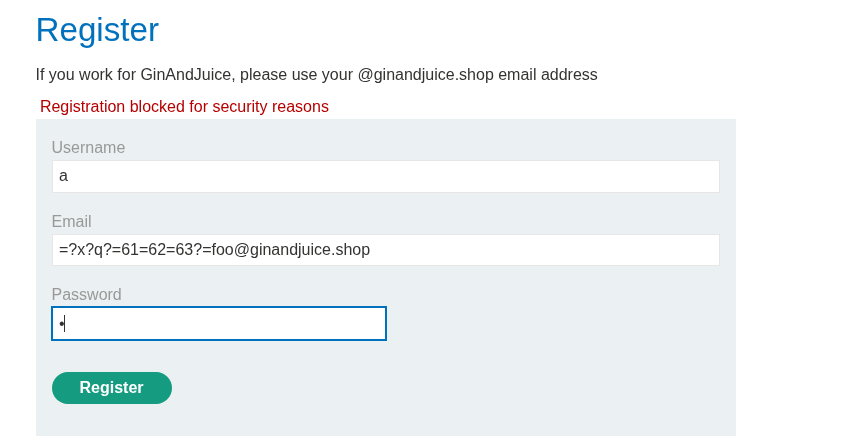 Register
If you work for GinAndJuice, please use your @ginandjuice.shop email address
Registration blocked for security reasons
Username
a
Email
=?x?q?=61=62=63?=foo@ginandjuice.shop
Password
•
Register